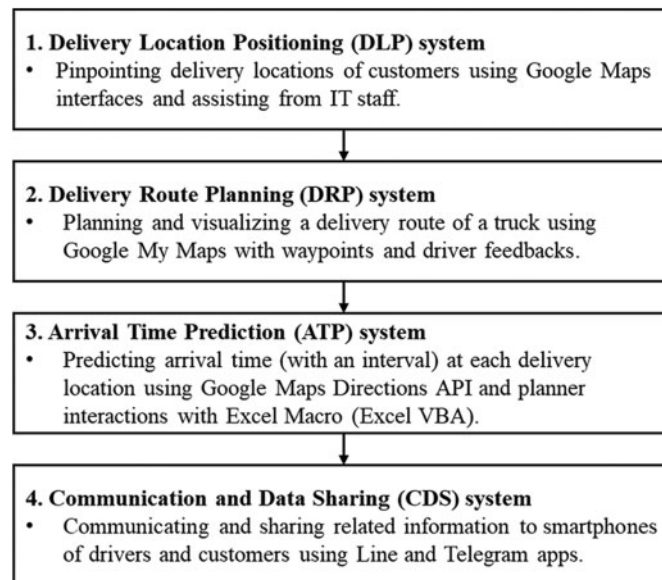 1. Delivery Location Positioning (DLP) system
• Pinpointing delivery locations of customers using Google Maps
interfaces and assisting from IT staff.
2. Delivery Route Planning (DRP) system
• Planning and visualizing a delivery route of a truck using
Google My Maps with waypoints and driver feedbacks.
3. Arrival Time Prediction (ATP) system
• Predicting arrival time (with an interval) at each delivery
location using Google Maps Directions API and planner
interactions with Excel Macro (Excel VBA).
4. Communication and Data Sharing (CDS) system
• Communicating and sharing related information to smartphones
of drivers and customers using Line and Telegram apps.